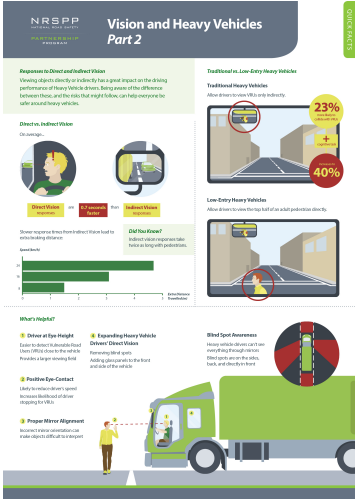 NRSPP
NATIONAL ROAD SAFETY
PARTNERSHIP
PROGRAM
Vision and Heavy Vehicles
Part 2
QUICK FACTS
Responses to Direct and Indirect Vision
Viewing objects directly or indirectly has a great impact on the driving
performance of Heavy Vehicle drivers. Being aware of the difference
between these, and the risks that might follow, can help everyone be
safer around heavy vehicles.
Direct vs. Indirect Vision
On average...
Direct Vision
responses
are
0.7 seconds
faster
than
Indirect Vision
responses
Slower response times from Indirect Vision lead to
extra braking distance:
Did You Know?
Indirect vision responses take
twice as long with pedestrians.
Speed (km/h)
0
1
2
3
4
5
Extra Distance
Travelled (m)
Traditional vs. Low-Entry Heavy Vehicles
Traditional Heavy Vehicles
Allow drivers to view VRUs only indirectly.
23%
+
40%
Low-Entry Heavy Vehicles
Allow drivers to view the top half of an adult pedestrian directly.
What's Helpful?
1 Driver at Eye-Height
Easier to detect Vulnerable Road
Users (VRUs) close to the vehicle
Provides a larger viewing field
2 Positive Eye-Contact
Likely to reduce driver's speed
Increases likelihood of driver
stopping for VRUs
3 Proper Mirror Alignment
Incorrect mirror orientation can
make objects difficult to interpret
4 Expanding Heavy Vehicle
Drivers' Direct Vision
Removing blind spots
Adding glass panels to the front
and side of the vehicle
Blind Spot Awareness
Heavy vehicle drivers can't see
everything through mirrors
Blind spots are on the sides,
back, and directly in front